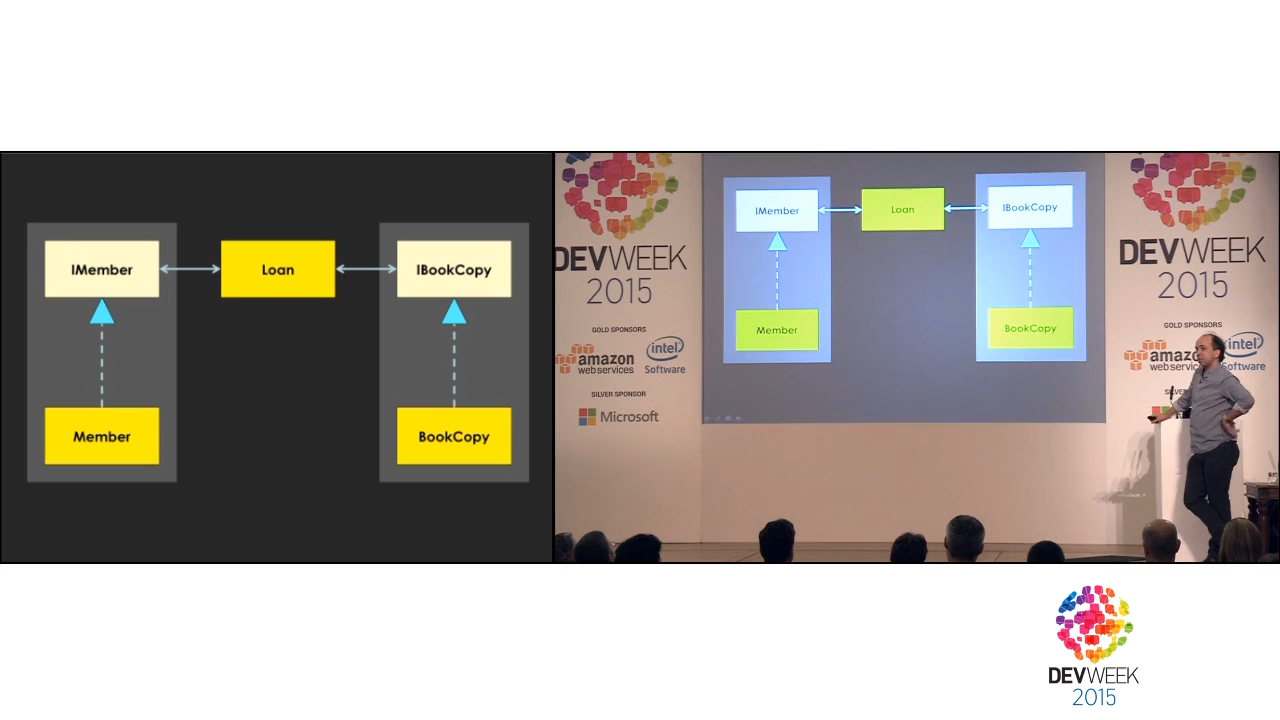 IMember
Loan
IBookCopy
Member
BookCopy
IMember
Loan
IBookCopy
Member
BookCopy
DEVWEEK
2015
GOLD SPONSORS
amazon
webservices
intel
Software
SILVER SPONSOR
Microsoft
DEVWEEK
2015
GOLD SPONSORS
intel
Software
DEVWEEK
2015